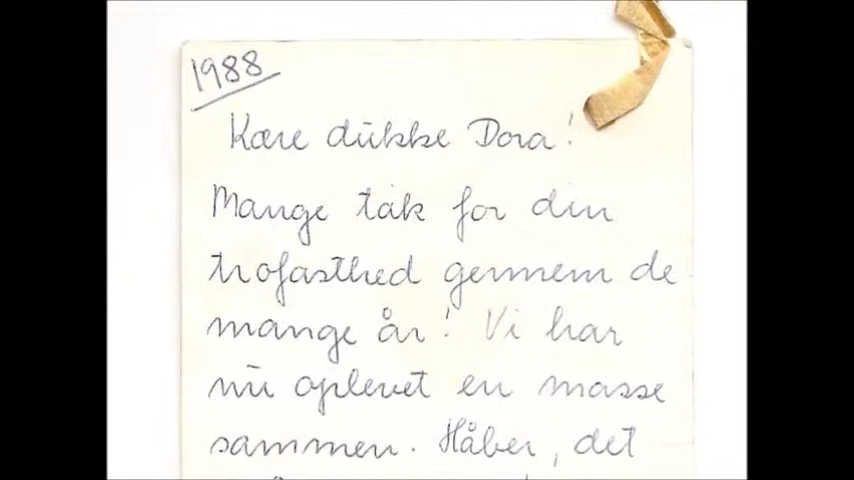 1988
Kære dukke Dora!
Mange tak for din
trofasthed gennem de
mange år! Vi har
nu oplevet en masse
sammen. Håber, det